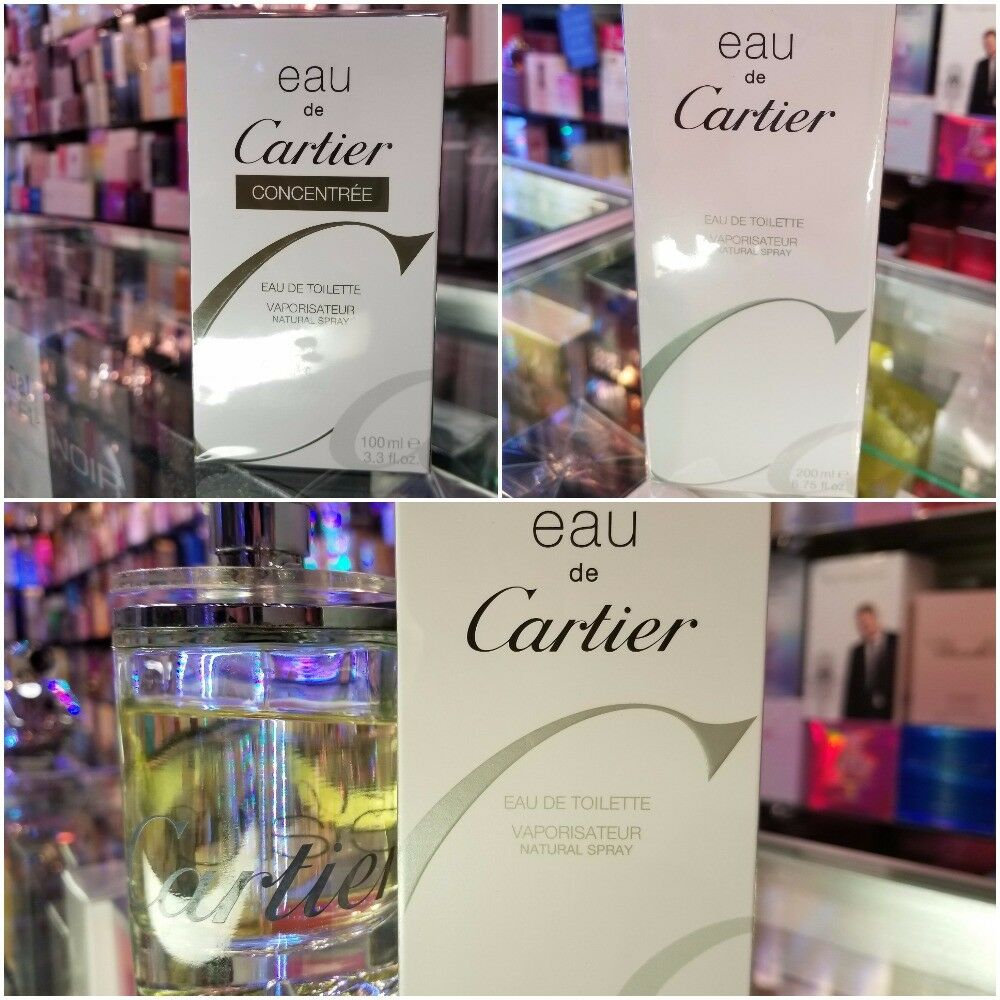 eau
de
Cartier
CONCENTRÉE
EAU DE TOILETTE
VAPORISATEUR
NATURAL SPRAY
100 ml e
3.3 fl.oz.
eau
de
Cartier
EAU DE TOILETTE
VAPORISATEUR
NATURAL SPRAY
200 ml e
6.75 fl.oz.
eau
de
Cartier
EAU DE TOILETTE
VAPORISATEUR
NATURAL SPRAY
Cartier